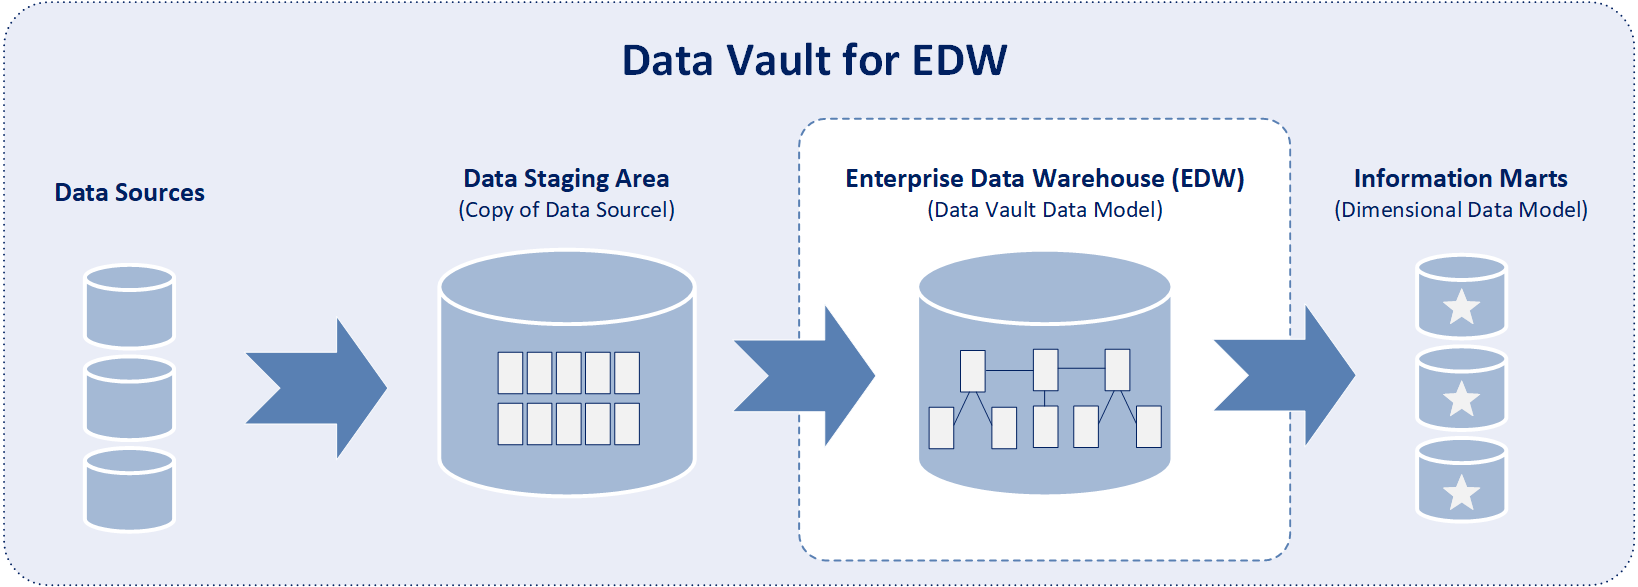 Data Vault for EDW
Data Sources
Data Staging Area
(Copy of Data Sourcel)
Enterprise Data Warehouse (EDW)
(Data Vault Data Model)
Information Marts
(Dimensional Data Model)